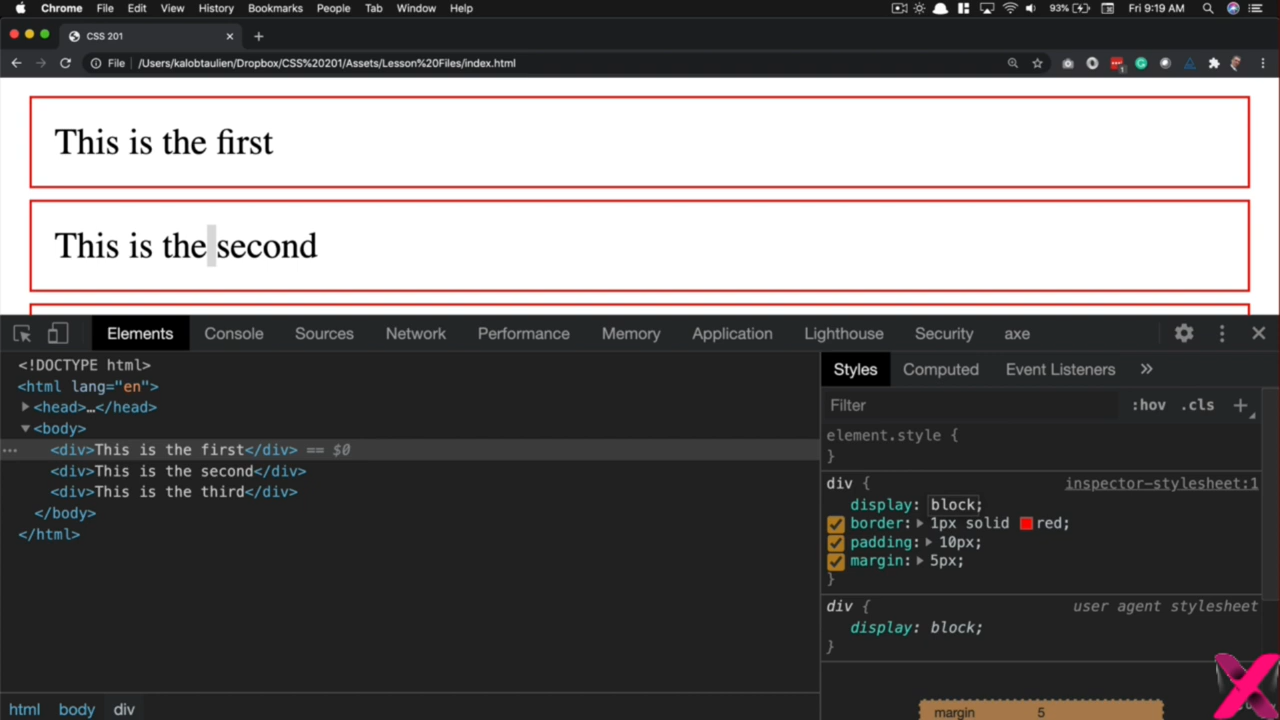 Chrome File Edit View History Bookmarks People Tab Window Help 93% Fri 9:19 AM
CSS 201
File /Users/kalobtaulien/Dropbox/CSS%20201/Assets/Lesson%20Files/index.html
This is the first
This is the second
Elements Console Sources Network Performance Memory Application Lighthouse Security axe
<!DOCTYPE html>
<html lang="en">
<head>…</head>
<body>
<div>This is the first</div> == $0
<div>This is the second</div>
<div>This is the third</div>
</body>
</html>
html body div
Styles Computed Event Listeners »
Filter :hov .cls +
element.style {
}
div { inspector-stylesheet:1
display: block;
border: 1px solid red;
padding: 10px;
margin: 5px;
}
div { user agent stylesheet
display: block;
}
margin 5